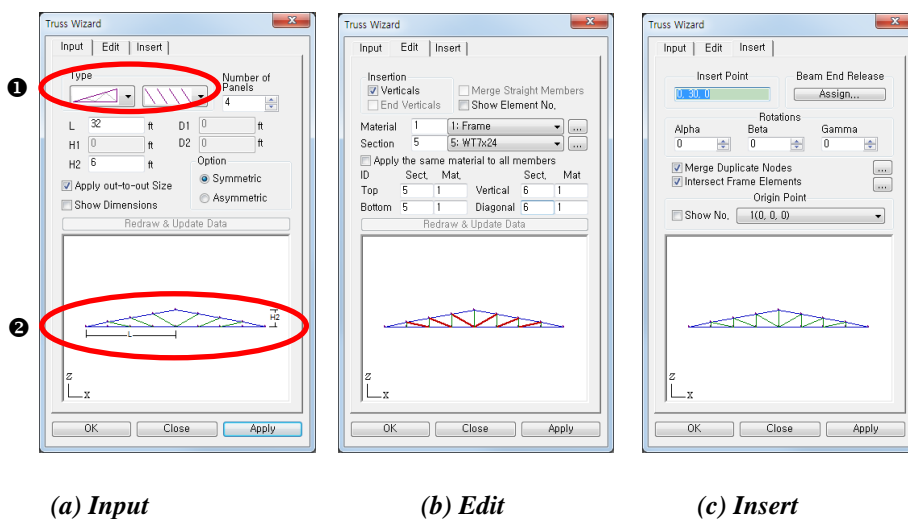 Truss Wizard
Input
Edit
Insert
❶
Type
Number of
Panels
4
L 32 ft D1 0 ft
H1 0 ft D2 0 ft
H2 6 ft
Option
Symmetric
Asymmetric
Apply out-to-out Size
Show Dimensions
Redraw & Update Data
❷
L
H2
Z
X
OK
Close
Apply
(a) Input
Truss Wizard
Input
Edit
Insert
Insertion
Verticals
Merge Straight Members
End Verticals
Show Element No.
Material 1 1: Frame ...
Section 5 5: WT7x24 ...
Apply the same material to all members
ID Sect. Mat. Sect. Mat
Top 5 1 Vertical 6 1
Bottom 5 1 Diagonal 6 1
Redraw & Update Data
Z
X
OK
Close
Apply
(b) Edit
Truss Wizard
Input
Edit
Insert
Insert Point
0, 30, 0
Beam End Release
Assign...
Rotations
Alpha Beta Gamma
0 0 0
Merge Duplicate Nodes ...
Intersect Frame Elements ...
Origin Point
Show No. 1(0, 0, 0)
Z
X
OK
Close
Apply
(c) Insert